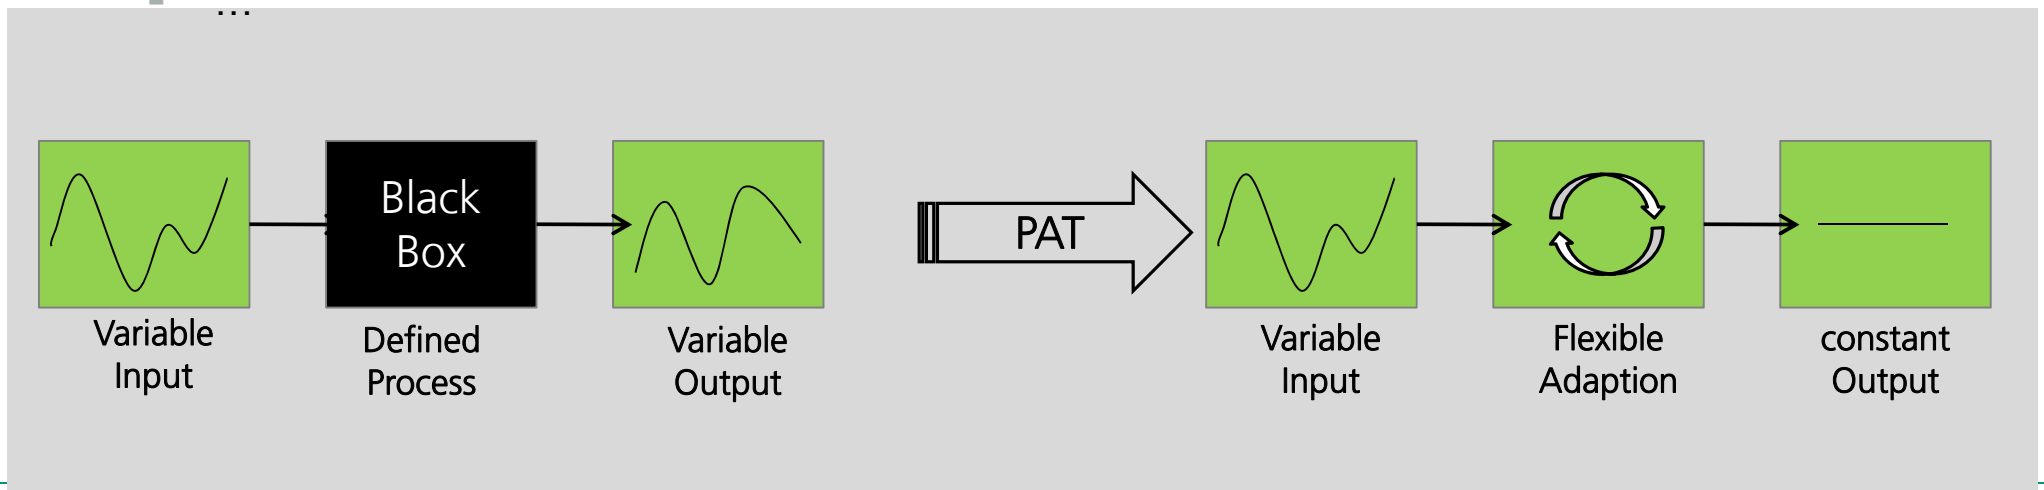 ...
Black
Box
Variable
Input
Defined
Process
Variable
Output
PAT
Variable
Input
Flexible
Adaption
constant
Output